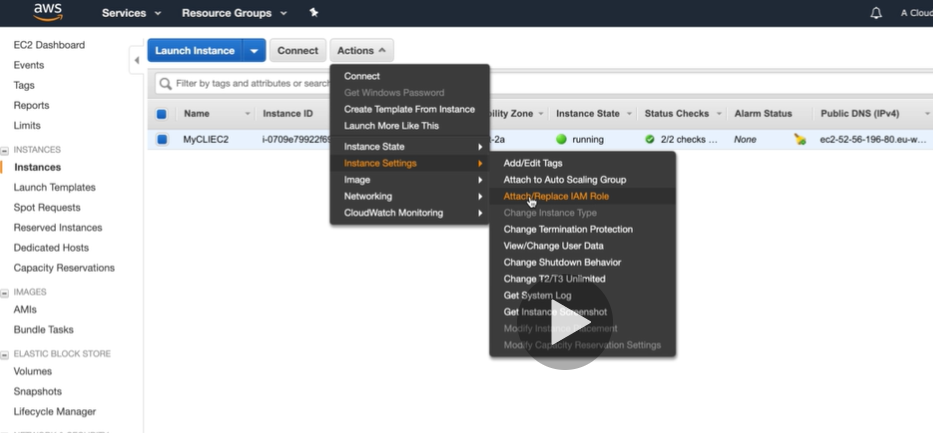 aws
Services
Resource Groups
A Cloud
EC2 Dashboard
Events
Tags
Reports
Limits
INSTANCES
Instances
Launch Templates
Spot Requests
Reserved Instances
Dedicated Hosts
Capacity Reservations
IMAGES
AMIs
Bundle Tasks
ELASTIC BLOCK STORE
Volumes
Snapshots
Lifecycle Manager
Launch Instance
Connect
Actions
Filter by tags and attributes or search
Name
Instance ID
bility Zone
Instance State
Status Checks
Alarm Status
Public DNS (IPv4)
MyCLIEC2
i-0709e79922f69
-2a
running
2/2 checks ...
None
ec2-52-56-196-80.eu-w...
Connect
Get Windows Password
Create Template From Instance
Launch More Like This
Instance State
Instance Settings
Image
Networking
CloudWatch Monitoring
Add/Edit Tags
Attach to Auto Scaling Group
Attach/Replace IAM Role
Change Instance Type
Change Termination Protection
View/Change User Data
Change Shutdown Behavior
Change T2/T3 Unlimited
Get System Log
Get Instance Screenshot
Modify Instance Placement
Modify Capacity Reservation Settings